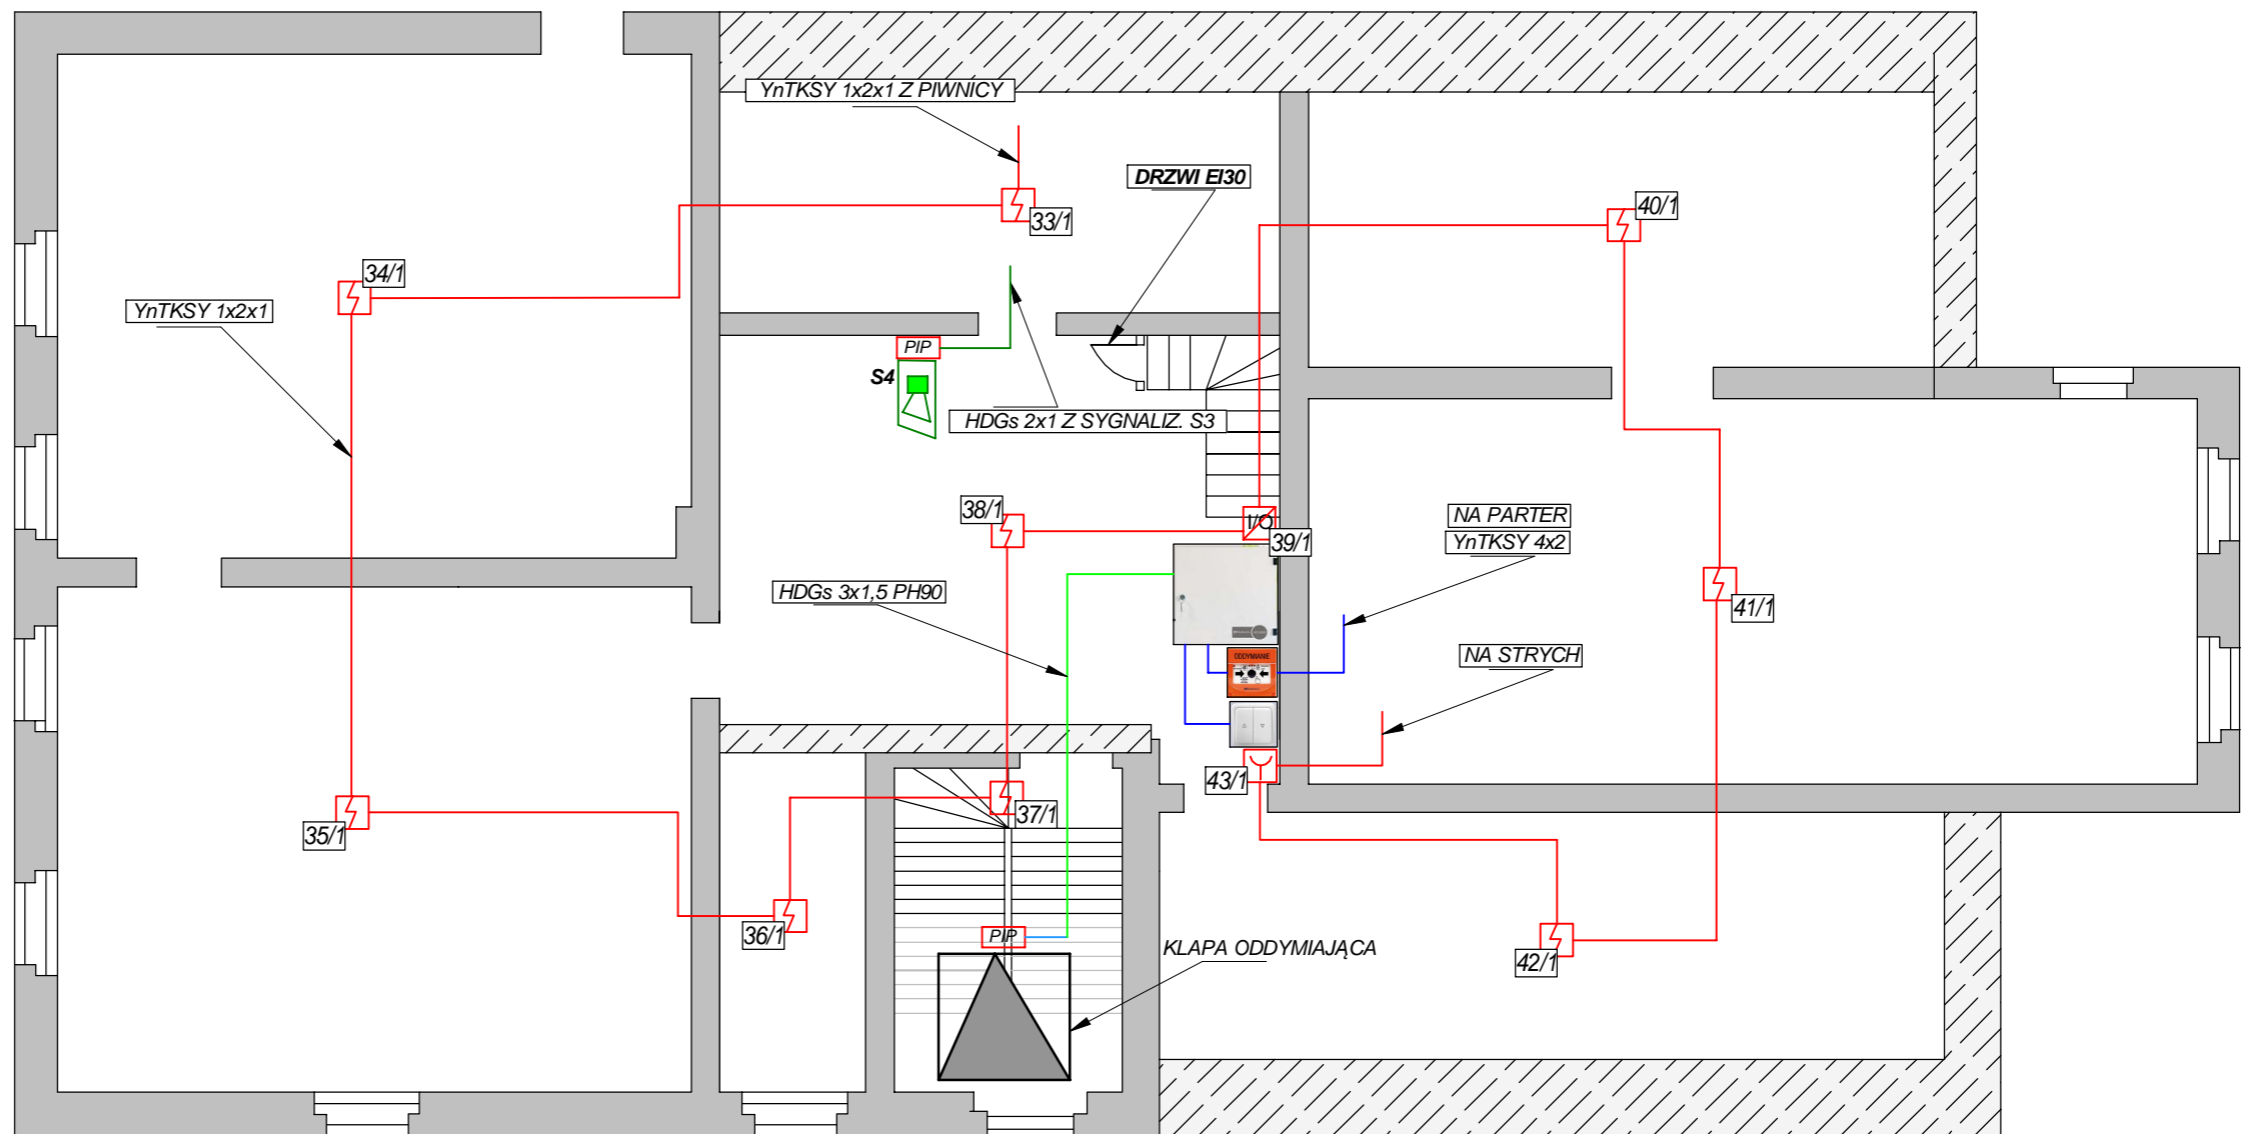 YnTKSY 1x2x1 Z PIWNICY
DRZWI EI30
33/1
40/1
34/1
YnTKSY 1x2x1
PIP
S4
HDGs 2x1 Z SYGNALIZ. S3
38/1
I/O
39/1
NA PARTER
YnTKSY 4x2
HDGs 3x1,5 PH90
41/1
ODDYMIANIE
NA STRYCH
43/1
37/1
35/1
36/1
PIP
KLAPA ODDYMIAJĄCA
42/1